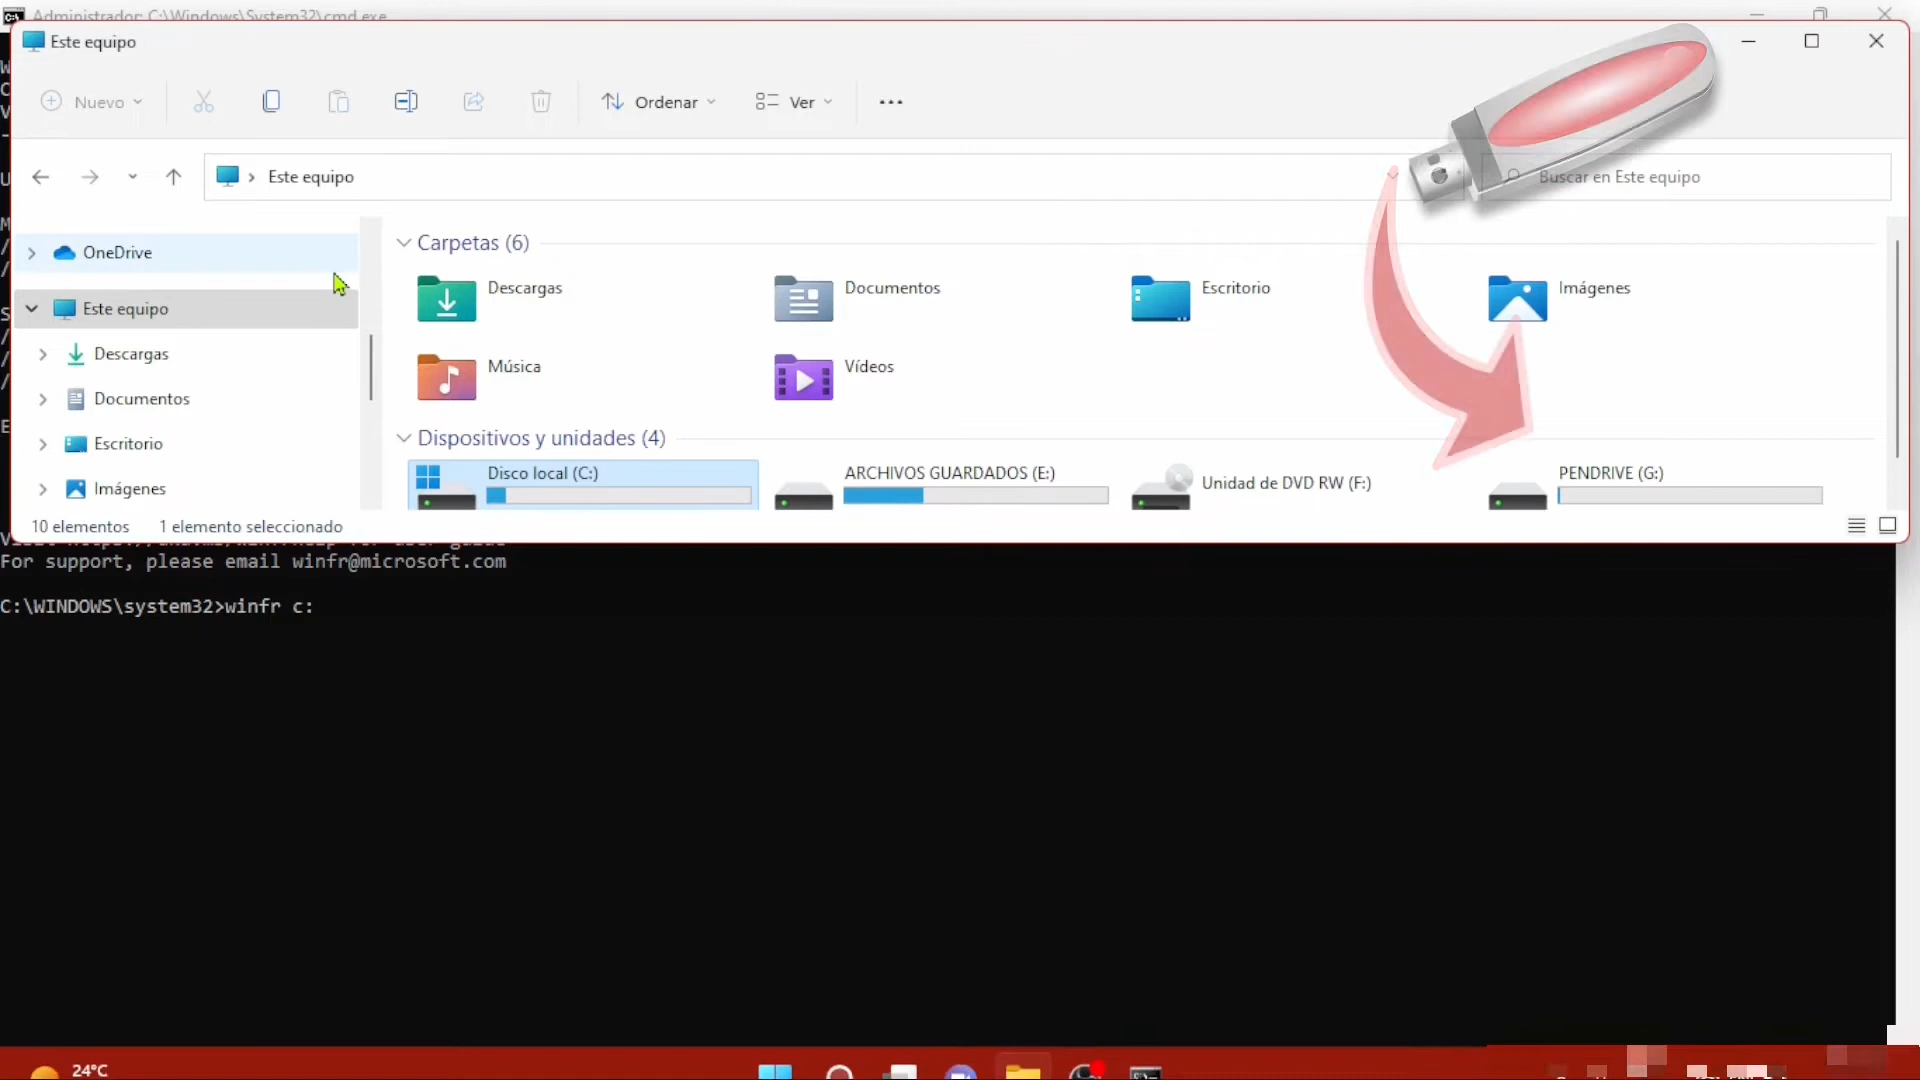 Administrador: C:\Windows\System32\cmd.exe
Este equipo
Nuevo
Ordenar
Ver
Este equipo
Buscar en Este equipo
OneDrive
Este equipo
Descargas
Documentos
Escritorio
Imágenes
Carpetas (6)
Descargas
Documentos
Escritorio
Imágenes
Música
Vídeos
Dispositivos y unidades (4)
Disco local (C:)
ARCHIVOS GUARDADOS (E:)
Unidad de DVD RW (F:)
PENDRIVE (G:)
10 elementos
1 elemento seleccionado
For support, please email winfr@microsoft.com
C:\WINDOWS\system32>winfr c:
24°C